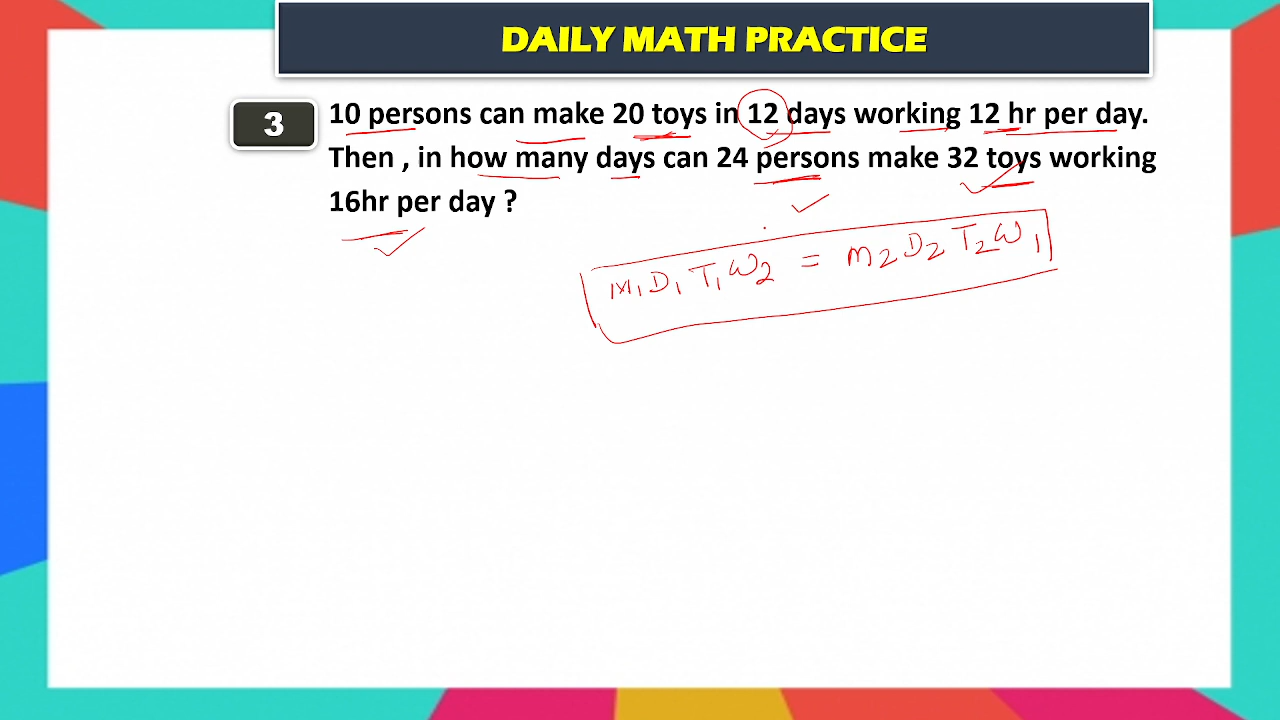 DAILY MATH PRACTICE
3
10 persons can make 20 toys in 12 days working 12 hr per day.
Then , in how many days can 24 persons make 32 toys working
16hr per day ?
M₁D₁T₁W₂ = M₂D₂T₂W₁